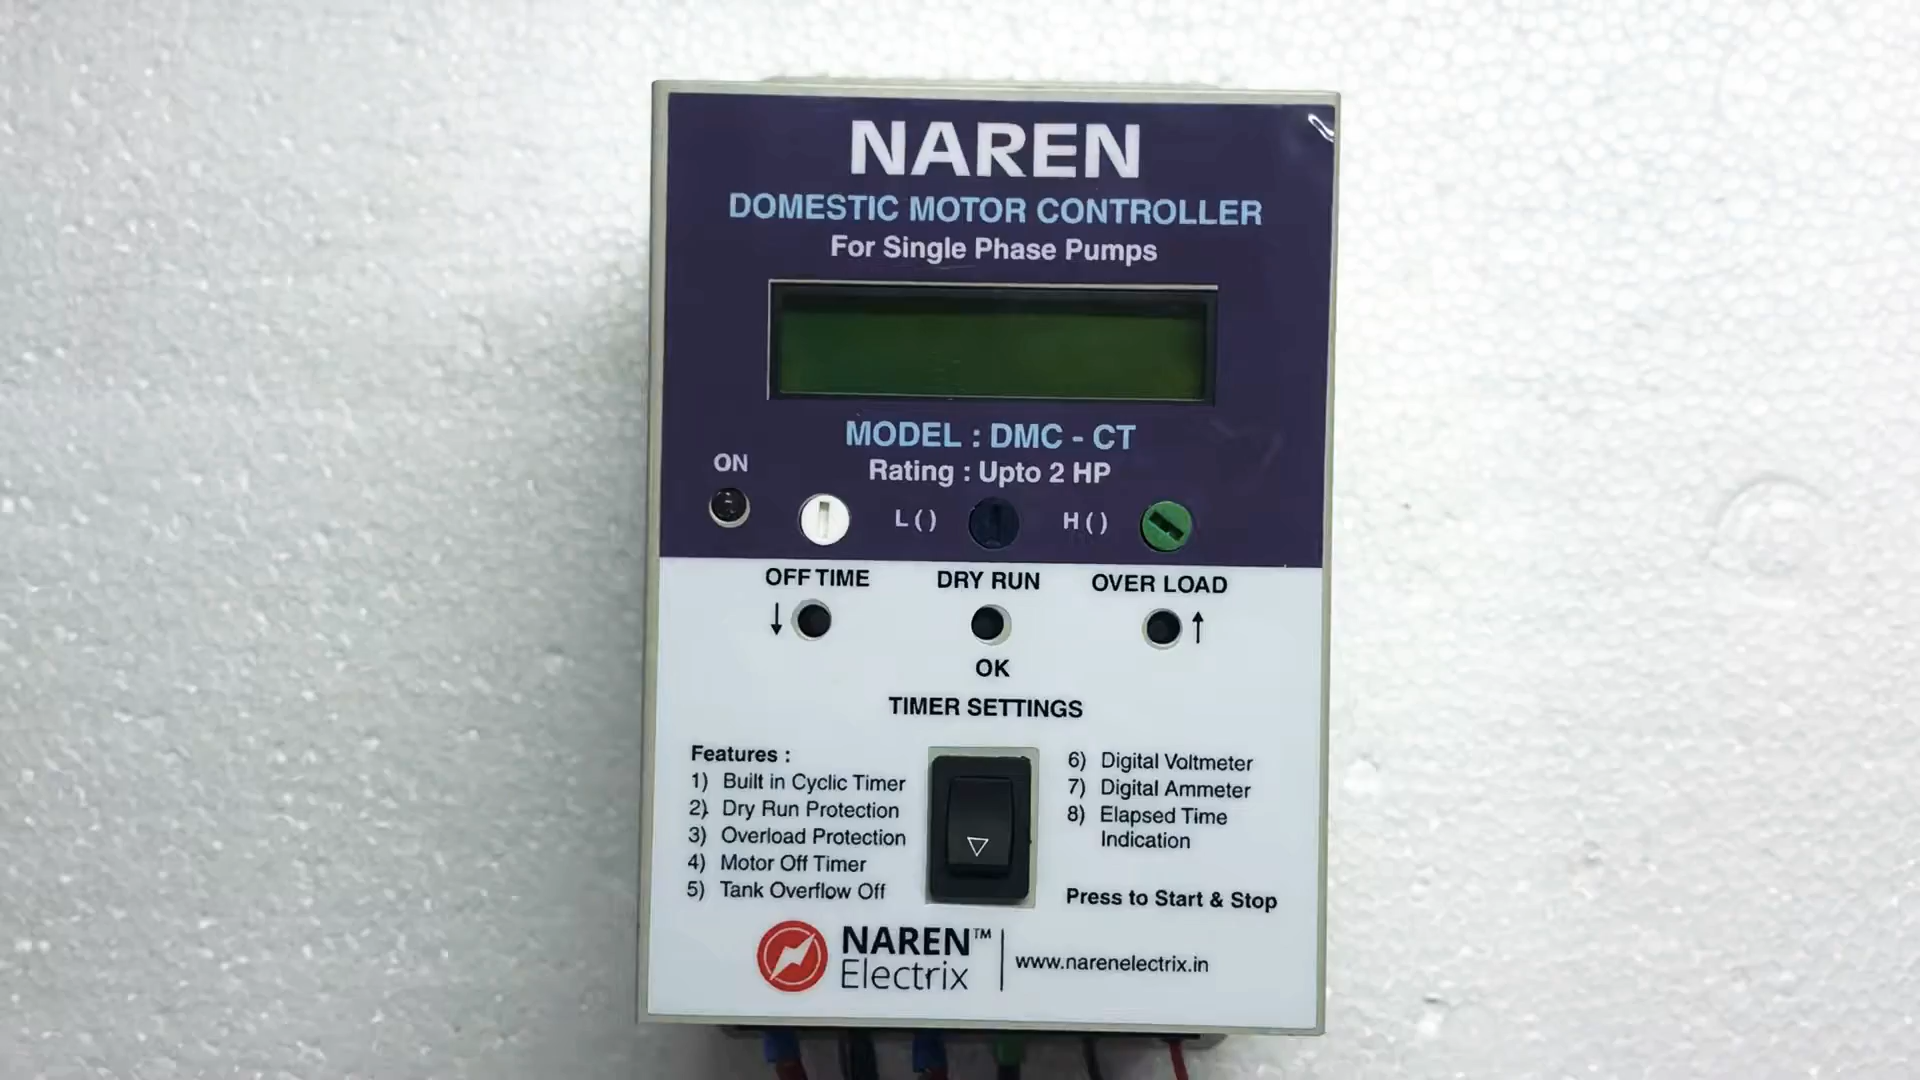 NAREN
DOMESTIC MOTOR CONTROLLER
For Single Phase Pumps
MODEL : DMC - CT
Rating : Upto 2 HP
ON
L ( )
H ( )
OFF TIME
DRY RUN
OVER LOAD
↓
↑
OK
TIMER SETTINGS
Features :
1) Built in Cyclic Timer
2) Dry Run Protection
3) Overload Protection
4) Motor Off Timer
5) Tank Overflow Off
6) Digital Voltmeter
7) Digital Ammeter
8) Elapsed Time
Indication
Press to Start & Stop
NAREN™
Electrix
www.narenelectrix.in